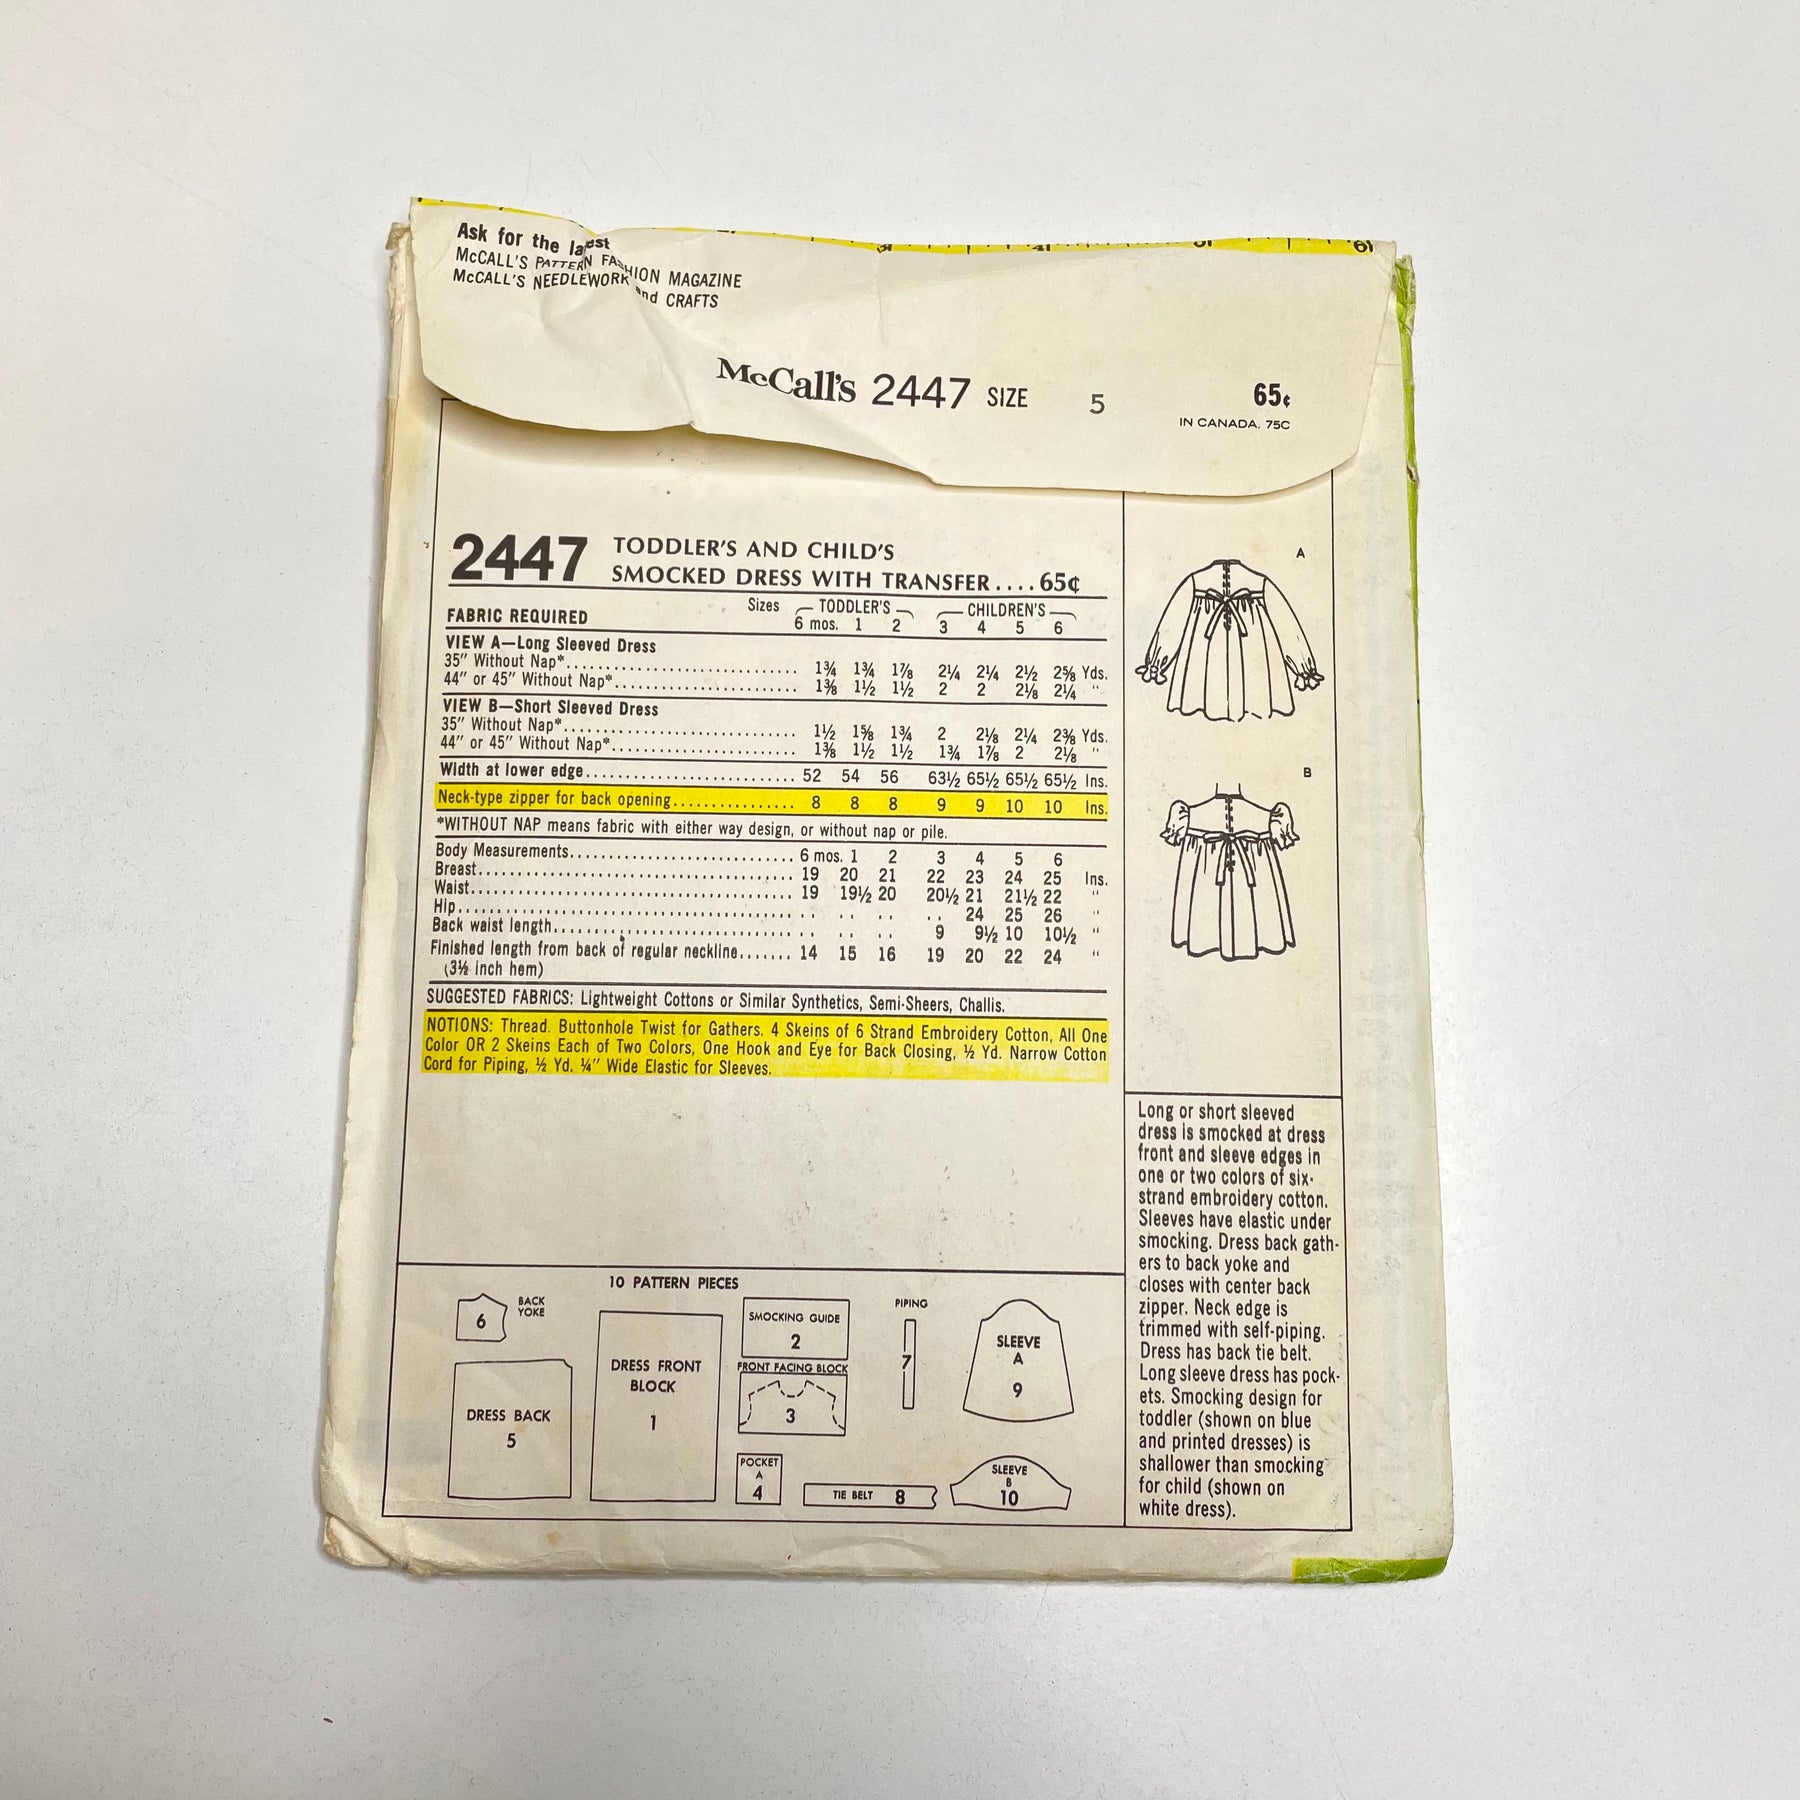 Ask for the latest
McCALL'S PATTERN FASHION MAGAZINE
McCALL'S NEEDLEWORK and CRAFTS
2 3 4 5 6
McCall's 2447 SIZE 5 65¢
IN CANADA, 75C
2447 TODDLER'S AND CHILD'S
SMOCKED DRESS WITH TRANSFER....65¢
FABRIC REQUIRED Sizes TODDLER'S CHILDREN'S
6 mos. 1 2 3 4 5 6
VIEW A—Long Sleeved Dress
35" Without Nap* 1¾ 1¾ 1⅞ 2¼ 2¼ 2½ 2⅝ Yds.
44" or 45" Without Nap* 1⅜ 1½ 1½ 2 2 2⅛ 2¼ "
VIEW B—Short Sleeved Dress
35" Without Nap* 1½ 1⅝ 1¾ 2 2⅛ 2¼ 2⅜ Yds.
44" or 45" Without Nap* 1⅜ 1½ 1½ 1¾ 1⅞ 2 2⅛ "
Width at lower edge 52 54 56 63½ 65½ 65½ 65½ Ins.
Neck-type zipper for back opening 8 8 8 9 9 10 10 Ins.
*WITHOUT NAP means fabric with either way design, or without nap or pile.
Body Measurements 6 mos. 1 2 3 4 5 6
Breast 19 20 21 22 23 24 25 Ins.
Waist 19 19½ 20 20½ 21 21½ 22 "
Hip .. .. .. .. 24 25 26 "
Back waist length .. .. .. 9 9½ 10 10½ "
Finished length from back of regular neckline 14 15 16 19 20 22 24 "
(3½ inch hem)
SUGGESTED FABRICS: Lightweight Cottons or Similar Synthetics, Semi-Sheers, Challis.
NOTIONS: Thread. Buttonhole Twist for Gathers. 4 Skeins of 6 Strand Embroidery Cotton, All One
Color OR 2 Skeins Each of Two Colors, One Hook and Eye for Back Closing, ½ Yd. Narrow Cotton
Cord for Piping, ½ Yd. ¼" Wide Elastic for Sleeves.
A
B
Long or short sleeved
dress is smocked at dress
front and sleeve edges in
one or two colors of six-
strand embroidery cotton.
Sleeves have elastic under
smocking. Dress back gath-
ers to back yoke and
closes with center back
zipper. Neck edge is
trimmed with self-piping.
Dress has back tie belt.
Long sleeve dress has pock-
ets. Smocking design for
toddler (shown on blue
and printed dresses) is
shallower than smocking
for child (shown on
white dress).
10 PATTERN PIECES
6 BACK
YOKE
DRESS BACK
5
DRESS FRONT
BLOCK
1
SMOCKING GUIDE
2
FRONT FACING BLOCK
3
POCKET
A
4
PIPING
7
TIE BELT 8
SLEEVE
A
9
SLEEVE
B
10